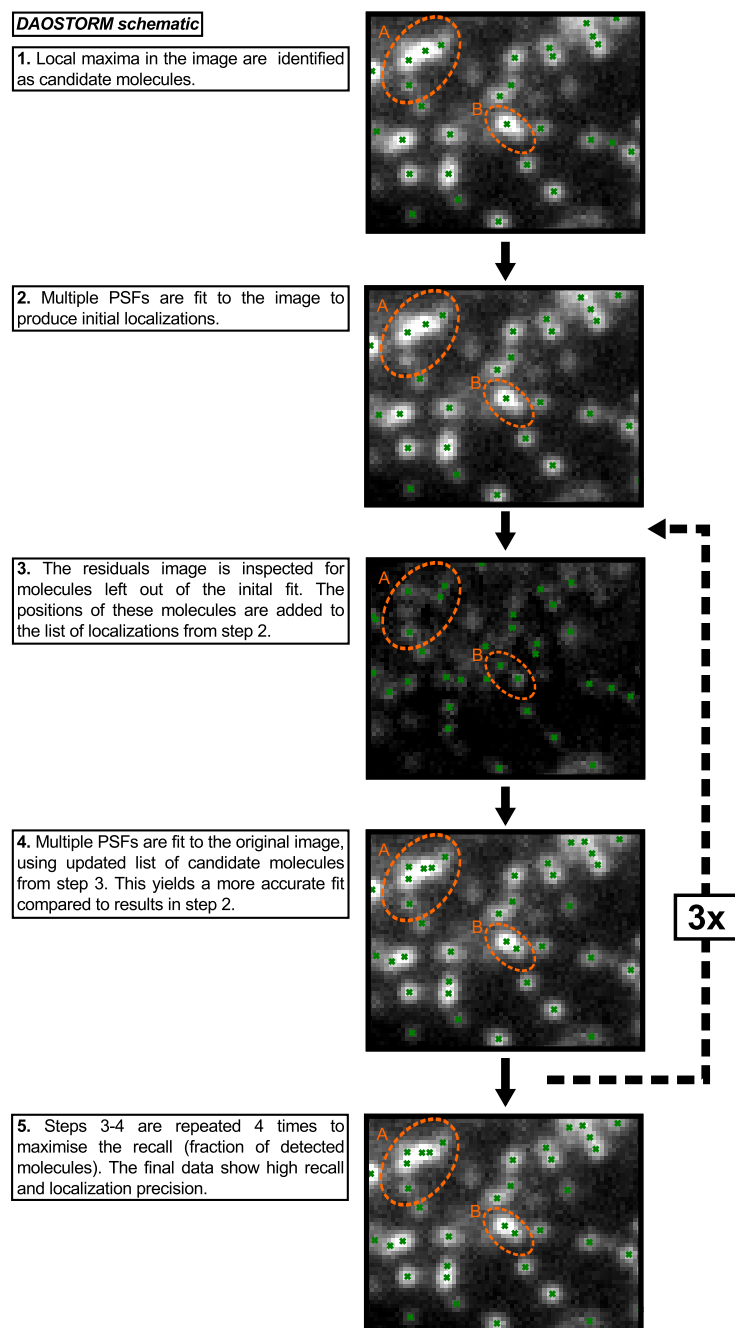 DAOSTORM schematic
1. Local maxima in the image are identified
as candidate molecules.
A
B
2. Multiple PSFs are fit to the image to
produce initial localizations.
A
B
3. The residuals image is inspected for
molecules left out of the inital fit. The
positions of these molecules are added to
the list of localizations from step 2.
A
B
4. Multiple PSFs are fit to the original image,
using updated list of candidate molecules
from step 3. This yields a more accurate fit
compared to results in step 2.
A
B
3x
5. Steps 3-4 are repeated 4 times to
maximise the recall (fraction of detected
molecules). The final data show high recall
and localization precision.
A
B